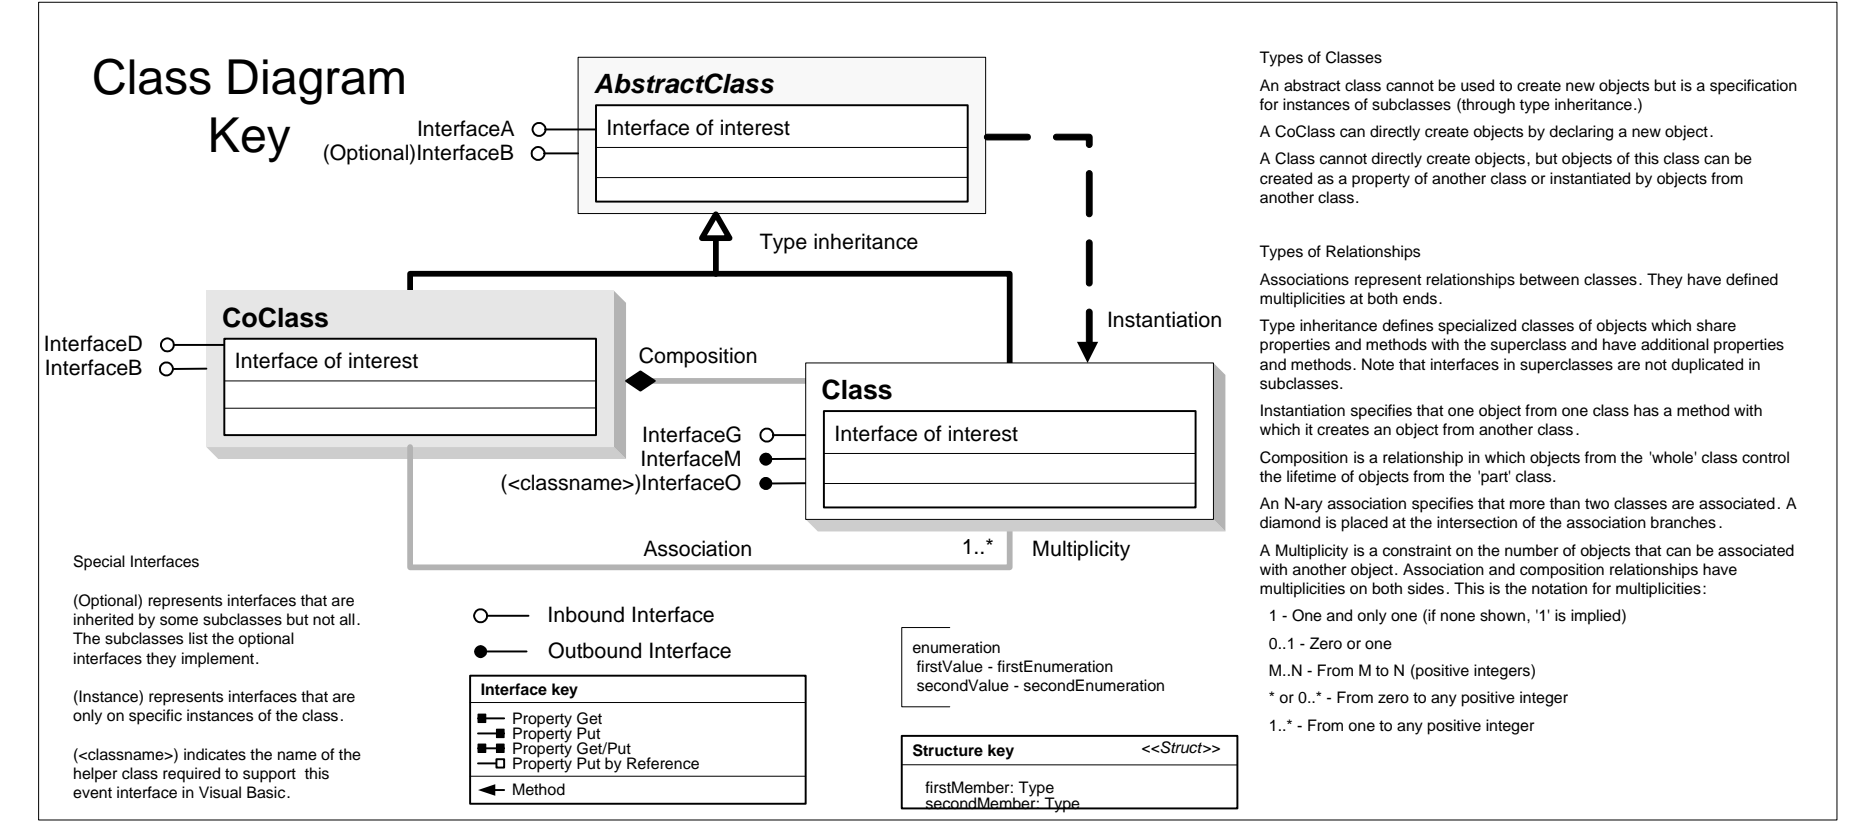 Class Diagram
Key
AbstractClass
Interface of interest
InterfaceA
(Optional)InterfaceB
Type inheritance
CoClass
Interface of interest
InterfaceD
InterfaceB
Composition
Instantiation
Class
Interface of interest
InterfaceG
InterfaceM
(<classname>)InterfaceO
Association
1..*
Multiplicity
Special Interfaces
(Optional) represents interfaces that are
inherited by some subclasses but not all.
The subclasses list the optional
interfaces they implement.
(Instance) represents interfaces that are
only on specific instances of the class.
(<classname>) indicates the name of the
helper class required to support this
event interface in Visual Basic.
Inbound Interface
Outbound Interface
Interface key
Property Get
Property Put
Property Get/Put
Property Put by Reference
Method
enumeration
firstValue - firstEnumeration
secondValue - secondEnumeration
Structure key <<Struct>>
firstMember: Type
secondMember: Type
Types of Classes
An abstract class cannot be used to create new objects but is a specification
for instances of subclasses (through type inheritance.)
A CoClass can directly create objects by declaring a new object.
A Class cannot directly create objects, but objects of this class can be
created as a property of another class or instantiated by objects from
another class.
Types of Relationships
Associations represent relationships between classes. They have defined
multiplicities at both ends.
Type inheritance defines specialized classes of objects which share
properties and methods with the superclass and have additional properties
and methods. Note that interfaces in superclasses are not duplicated in
subclasses.
Instantiation specifies that one object from one class has a method with
which it creates an object from another class.
Composition is a relationship in which objects from the 'whole' class control
the lifetime of objects from the 'part' class.
An N-ary association specifies that more than two classes are associated. A
diamond is placed at the intersection of the association branches.
A Multiplicity is a constraint on the number of objects that can be associated
with another object. Association and composition relationships have
multiplicities on both sides. This is the notation for multiplicities:
1 - One and only one (if none shown, '1' is implied)
0..1 - Zero or one
M..N - From M to N (positive integers)
* or 0..* - From zero to any positive integer
1..* - From one to any positive integer